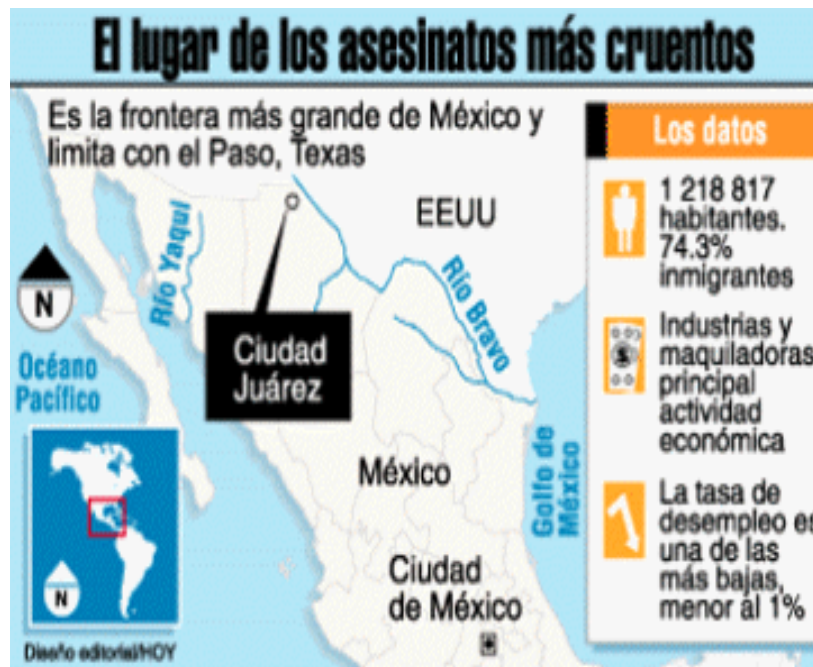 El lugar de los asesinatos más cruentos
Es la frontera más grande de México y
limita con el Paso, Texas
Los datos
1 218 817
habitantes.
74.3%
inmigrantes
Industrias y
maquiladoras
principal
actividad
económica
La tasa de
desempleo es
una de las
más bajas,
menor al 1%
EEUU
Río Yaqui
Río Bravo
N
Ciudad
Juárez
Océano
Pacífico
México
Golfo de
México
Ciudad
de México
N
Diseño editorial/HOY